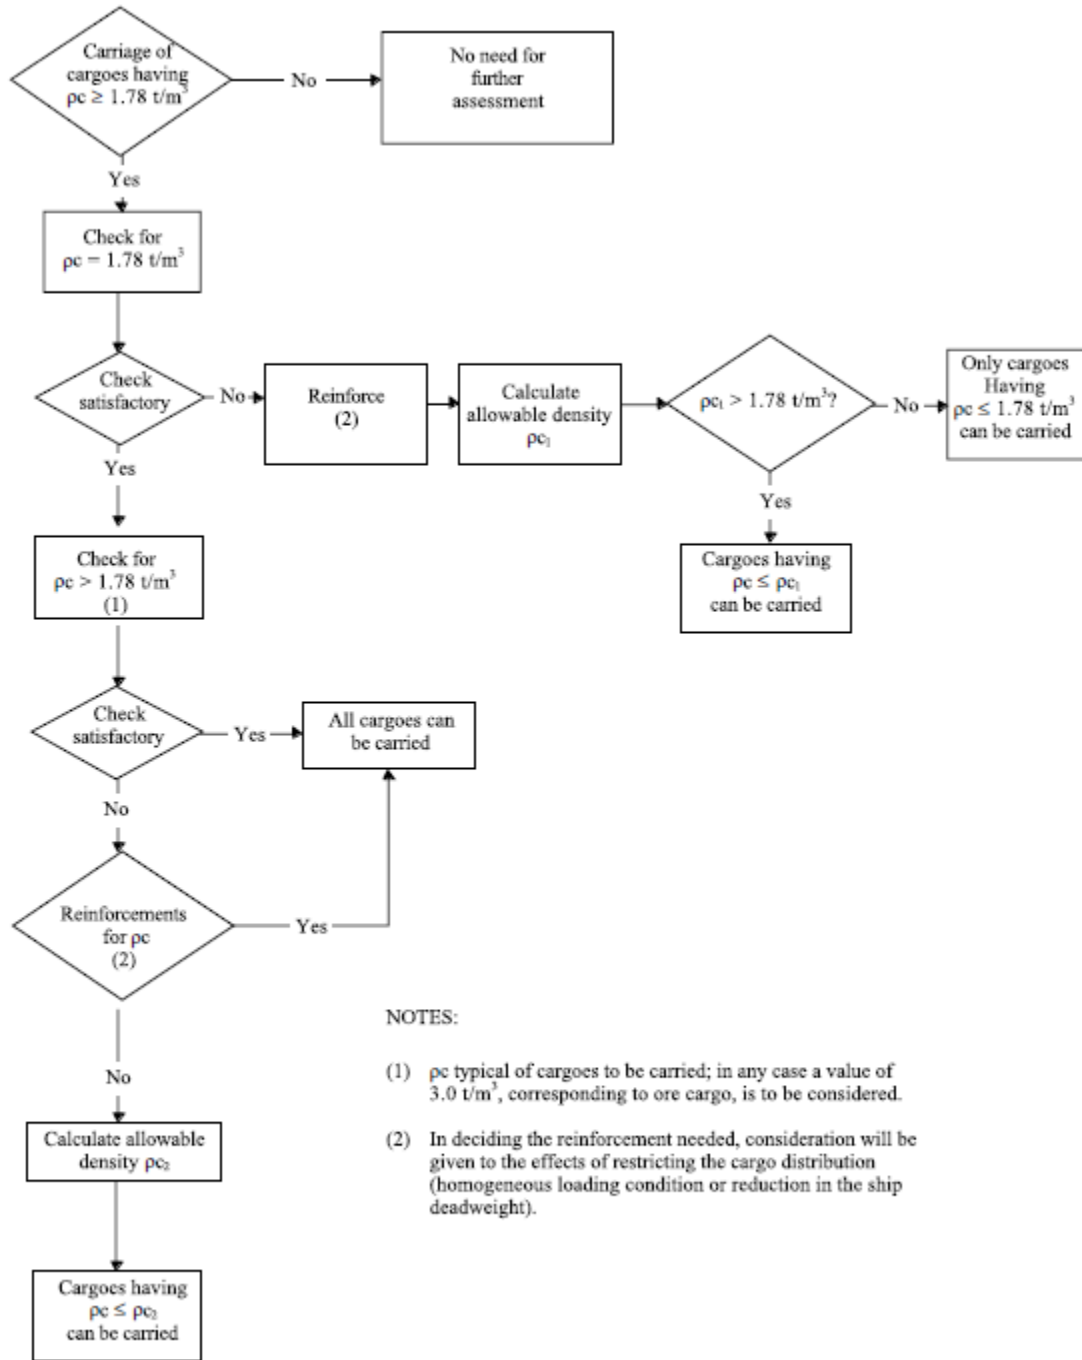 Carriage of
cargoes having
ρc ≥ 1.78 t/m³
No
No need for
further
assessment
Yes
Check for
ρc = 1.78 t/m³
Check
satisfactory
No
Reinforce
(2)
Calculate
allowable density
ρc₁
ρc₁ > 1.78 t/m³?
No
Only cargoes
Having
ρc ≤ 1.78 t/m³
can be carried
Yes
Yes
Cargoes having
ρc ≤ ρc₁
can be carried
Check for
ρc > 1.78 t/m³
(1)
Check
satisfactory
Yes
All cargoes can
be carried
No
Reinforcements
for ρc
(2)
Yes
No
Calculate allowable
density ρc₂
Cargoes having
ρc ≤ ρc₂
can be carried
NOTES:
(1) ρc typical of cargoes to be carried; in any case a value of
3.0 t/m³, corresponding to ore cargo, is to be considered.
(2) In deciding the reinforcement needed, consideration will be
given to the effects of restricting the cargo distribution
(homogeneous loading condition or reduction in the ship
deadweight).